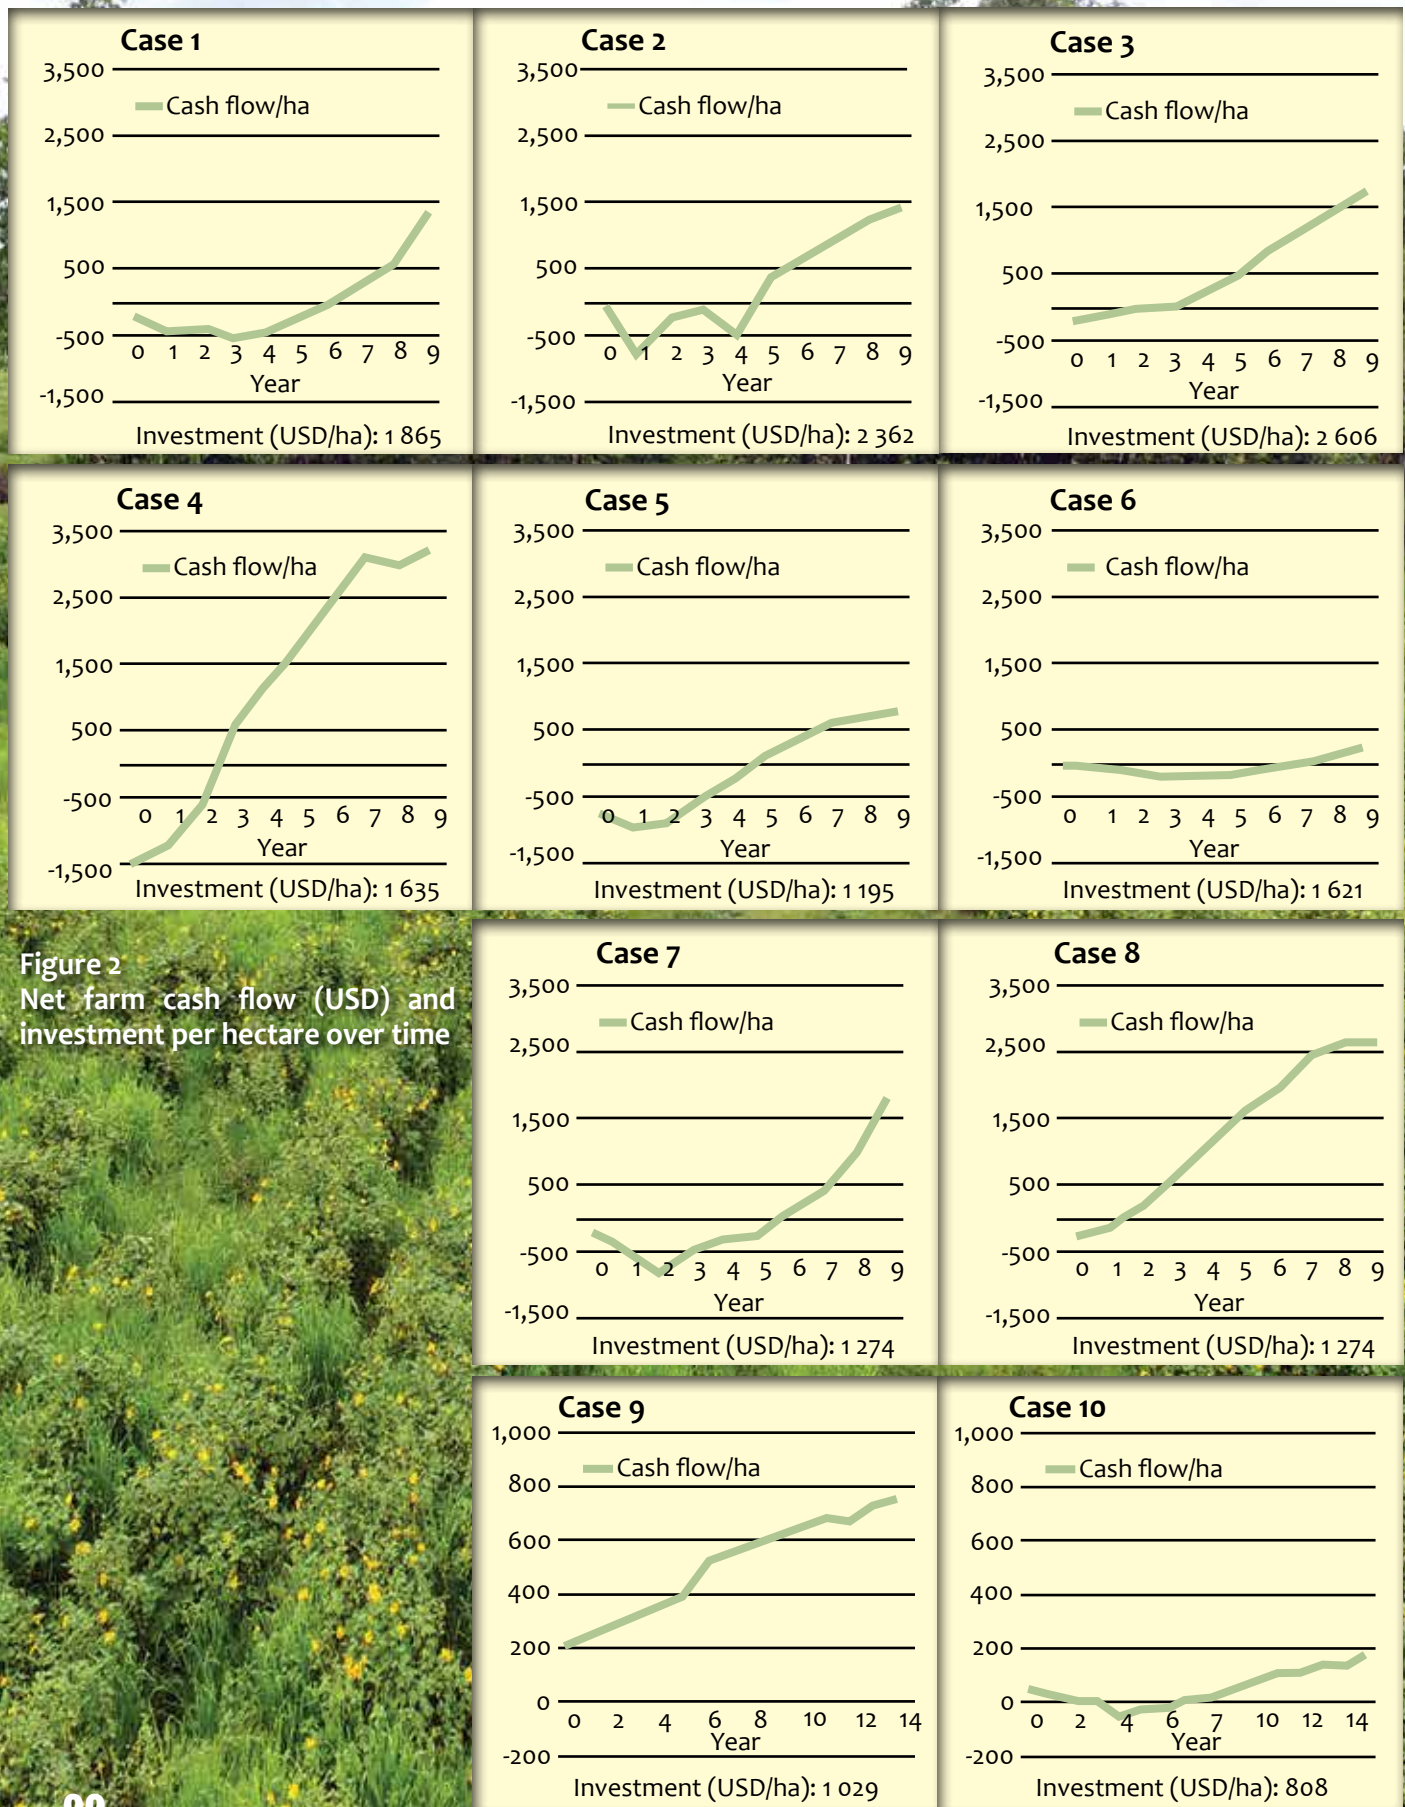 Case 1
3,500
Cash flow/ha
2,500
1,500
500
-500
0 1 2 3 4 5 6 7 8 9
Year
-1,500
Investment (USD/ha): 1 865
Case 2
3,500
Cash flow/ha
2,500
1,500
500
-500
0 1 2 3 4 5 6 7 8 9
Year
-1,500
Investment (USD/ha): 2 362
Case 3
3,500
Cash flow/ha
2,500
1,500
500
-500
0 1 2 3 4 5 6 7 8 9
Year
-1,500
Investment (USD/ha): 2 606
Case 4
3,500
Cash flow/ha
2,500
1,500
500
-500
0 1 2 3 4 5 6 7 8 9
Year
-1,500
Investment (USD/ha): 1 635
Case 5
3,500
Cash flow/ha
2,500
1,500
500
-500
0 1 2 3 4 5 6 7 8 9
Year
-1,500
Investment (USD/ha): 1 195
Case 6
3,500
Cash flow/ha
2,500
1,500
500
-500
0 1 2 3 4 5 6 7 8 9
Year
-1,500
Investment (USD/ha): 1 621
Figure 2
Net farm cash flow (USD) and
investment per hectare over time
Case 7
3,500
Cash flow/ha
2,500
1,500
500
-500
0 1 2 3 4 5 6 7 8 9
Year
-1,500
Investment (USD/ha): 1 274
Case 8
3,500
Cash flow/ha
2,500
1,500
500
-500
0 1 2 3 4 5 6 7 8 9
Year
-1,500
Investment (USD/ha): 1 274
Case 9
1,000
Cash flow/ha
800
600
400
200
0
0 2 4 6 8 10 12 14
Year
-200
Investment (USD/ha): 1 029
Case 10
1,000
Cash flow/ha
800
600
400
200
0
0 2 4 6 7 10 12 14
Year
-200
Investment (USD/ha): 808